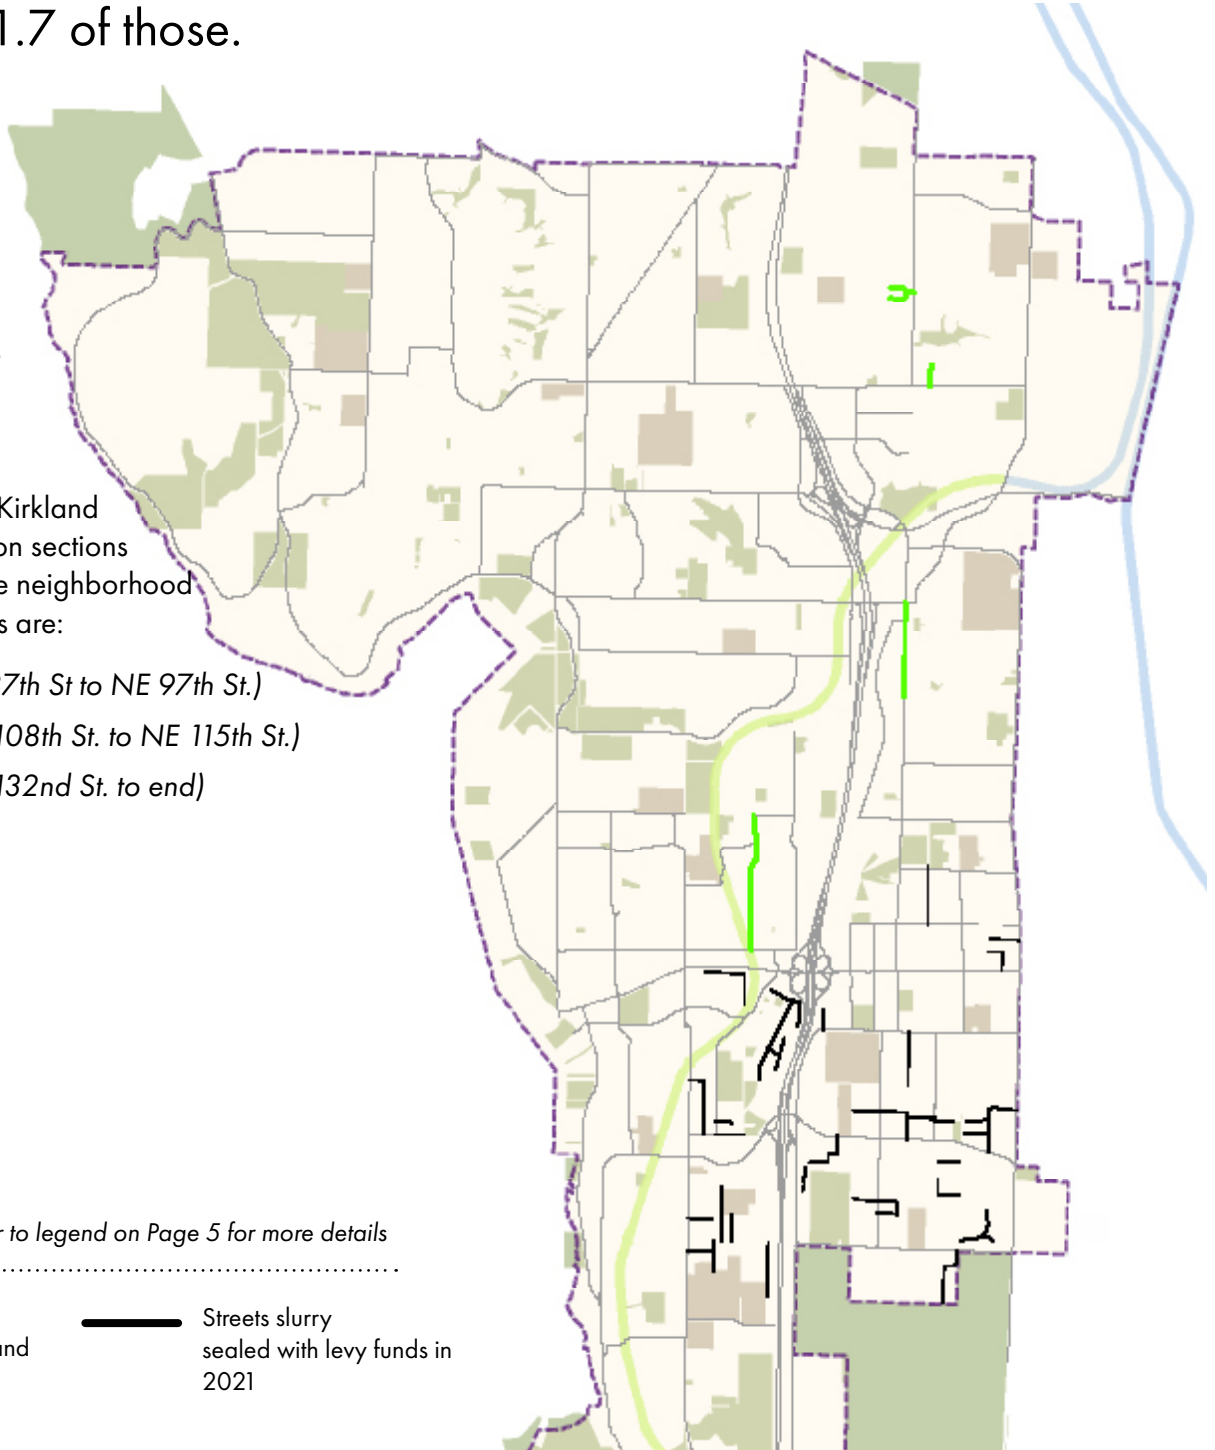 1.7 of those.
Kirkland
on sections
e neighborhood
s are:
7th St to NE 97th St.)
108th St. to NE 115th St.)
132nd St. to end)
r to legend on Page 5 for more details
Streets slurry
sealed with levy funds in
2021
and